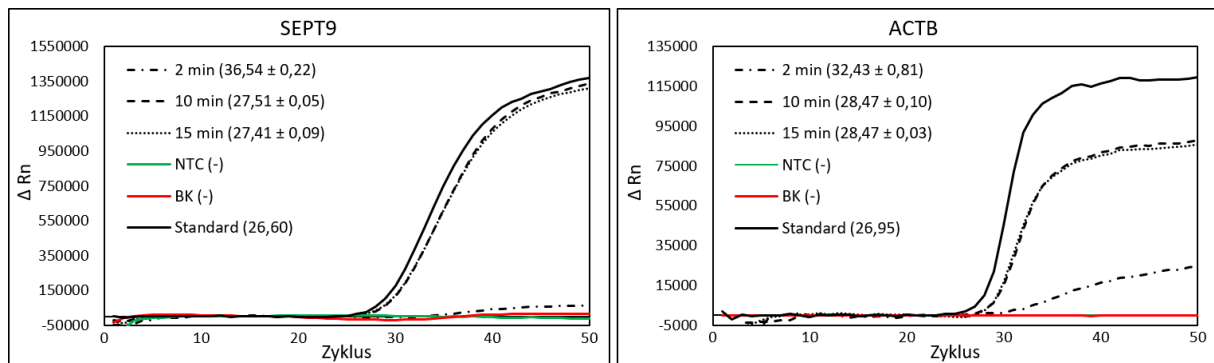 SEPT9
1550000
1350000
1150000
950000
750000
550000
350000
150000
-50000
Δ Rn
0
10
20
30
40
50
Zyklus
2 min (36,54 ± 0,22)
10 min (27,51 ± 0,05)
15 min (27,41 ± 0,09)
NTC (-)
BK (-)
Standard (26,60)
ACTB
135000
115000
95000
75000
55000
35000
15000
-5000
Δ Rn
0
10
20
30
40
50
Zyklus
2 min (32,43 ± 0,81)
10 min (28,47 ± 0,10)
15 min (28,47 ± 0,03)
NTC (-)
BK (-)
Standard (26,95)